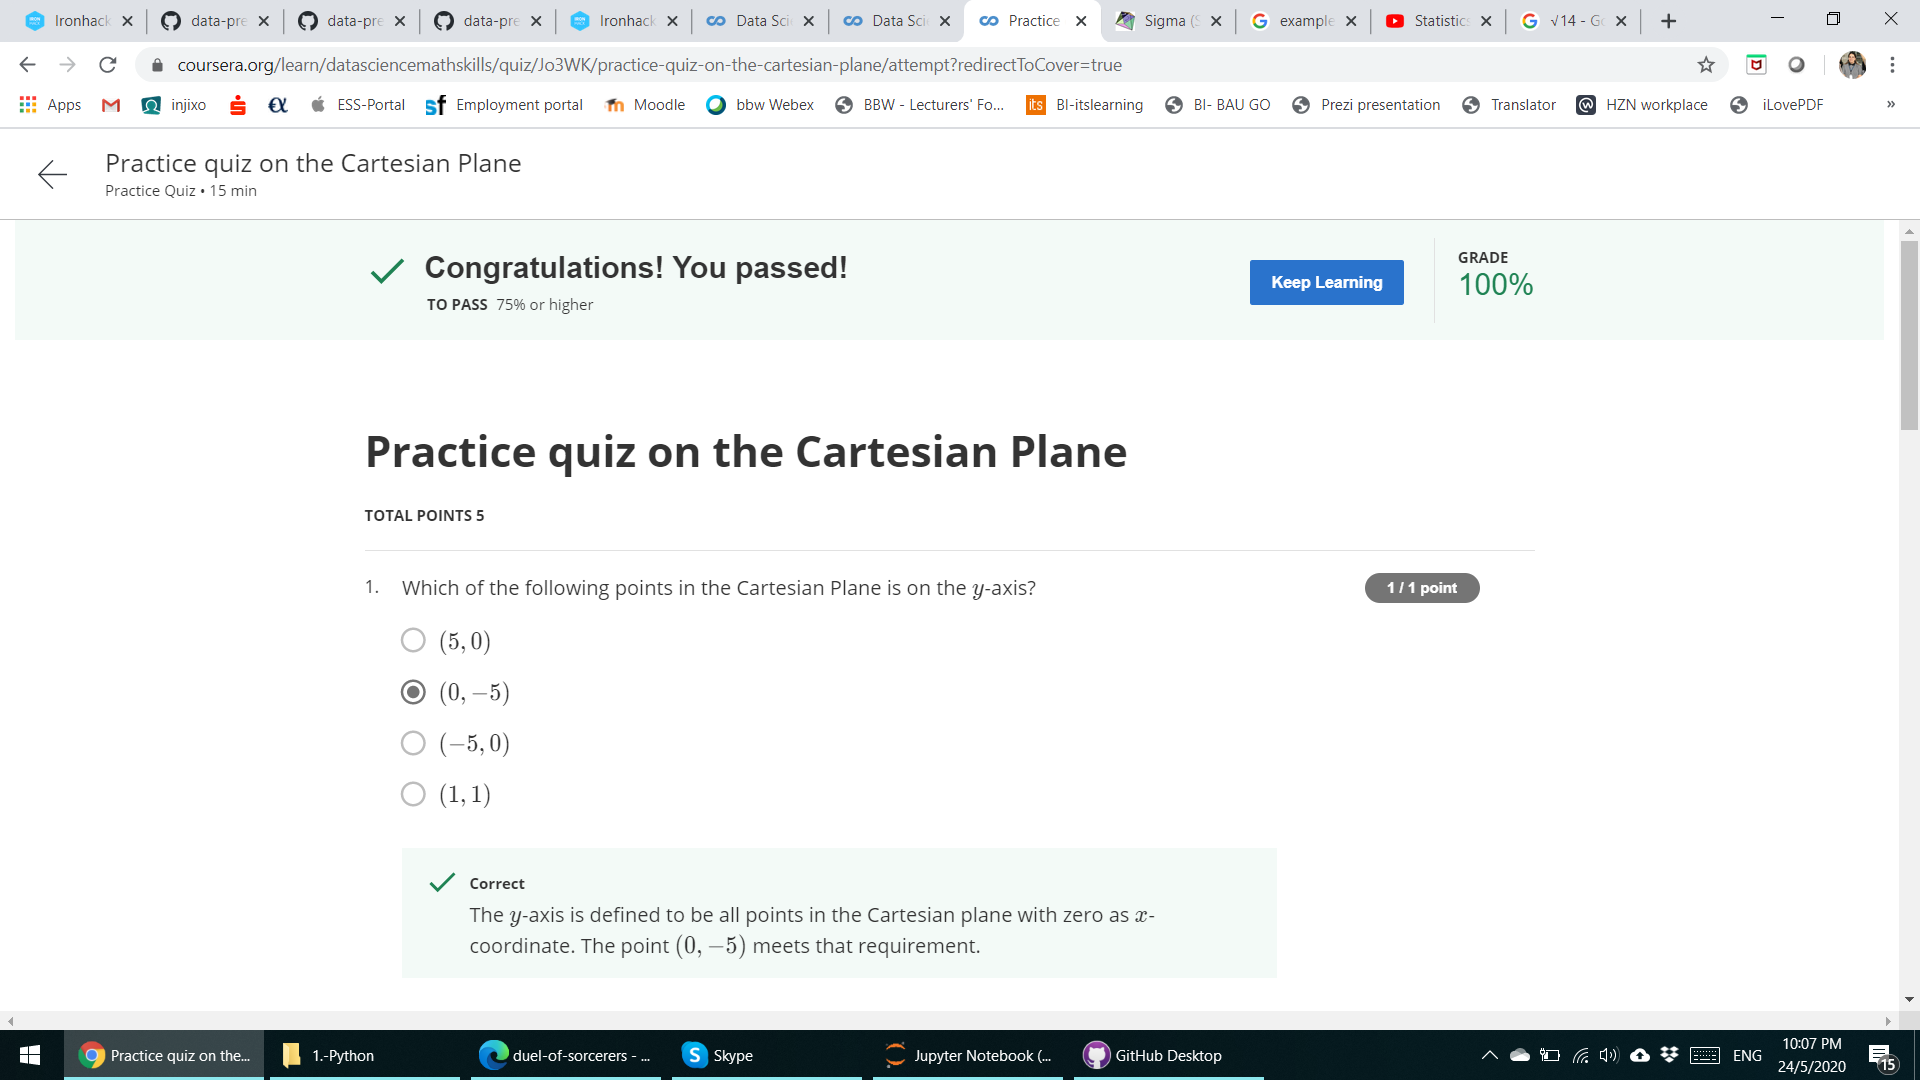 Ironhack data-pre data-pre data-pre Ironhack Data Sci Data Sci Practice Sigma (S example Statistic √14 - Go
coursera.org/learn/datasciencemathskills/quiz/Jo3WK/practice-quiz-on-the-cartesian-plane/attempt?redirectToCover=true
Apps injixo ESS-Portal Employment portal Moodle bbw Webex BBW - Lecturers' Fo... BI-itslearning BI- BAU GO Prezi presentation Translator HZN workplace iLovePDF »
Practice quiz on the Cartesian Plane
Practice Quiz • 15 min
Congratulations! You passed!
TO PASS 75% or higher
Keep Learning
GRADE
100%
Practice quiz on the Cartesian Plane
TOTAL POINTS 5
1. Which of the following points in the Cartesian Plane is on the y-axis?
1 / 1 point
(5, 0)
(0, −5)
(−5, 0)
(1, 1)
Correct
The y-axis is defined to be all points in the Cartesian plane with zero as x-
coordinate. The point (0, −5) meets that requirement.
Practice quiz on the... 1.-Python duel-of-sorcerers - ... Skype Jupyter Notebook (... GitHub Desktop ENG
10:07 PM
24/5/2020
15